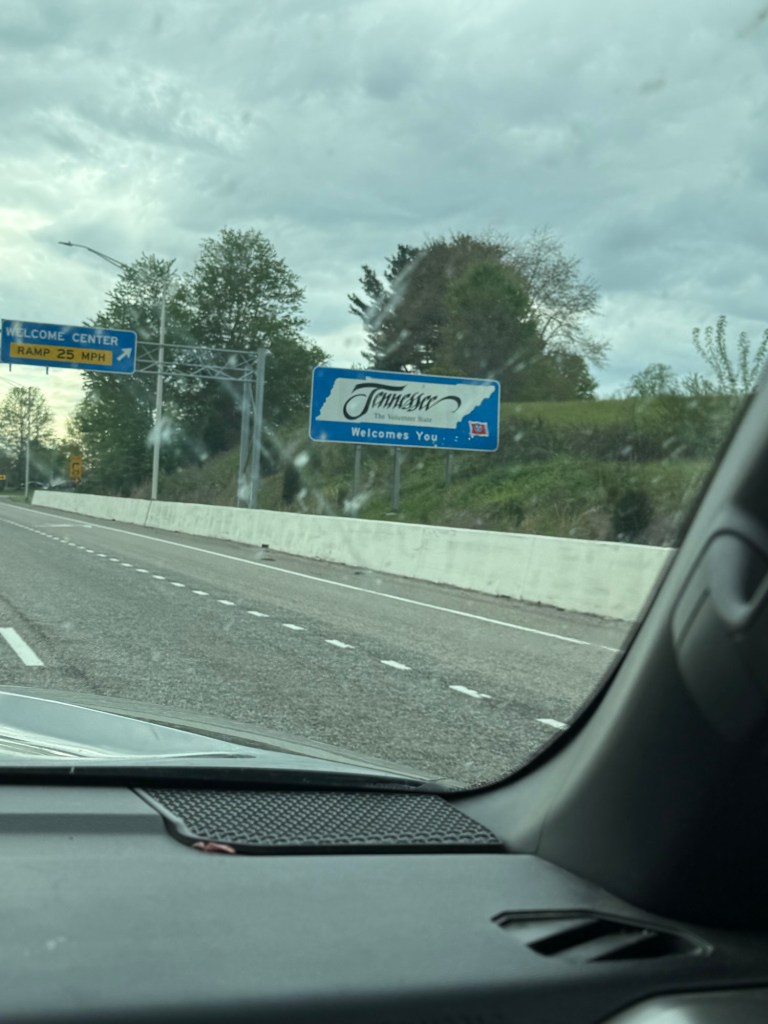 WELCOME CENTER
RAMP 25 MPH
Tennessee
The Volunteer State
Welcomes You